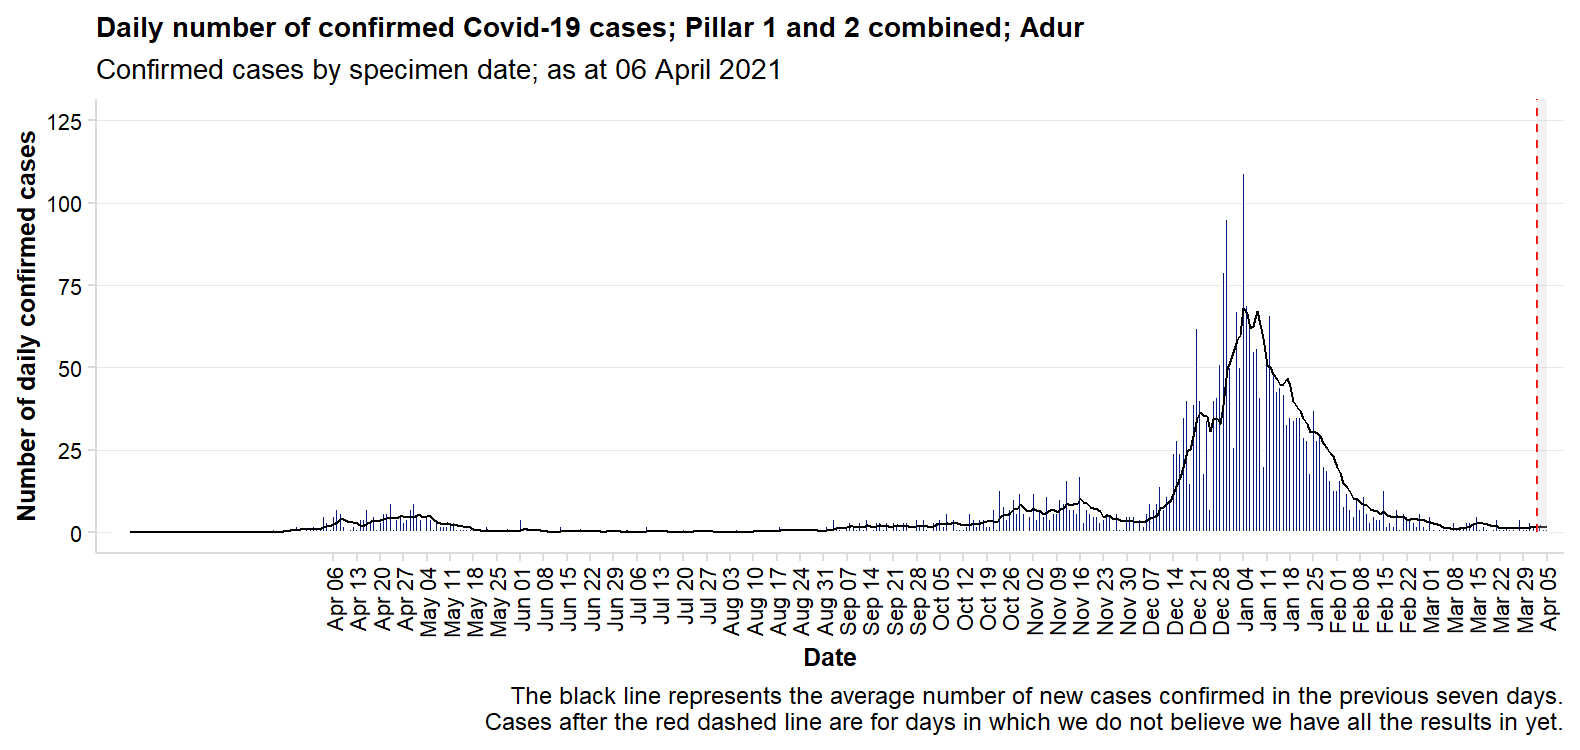 Daily number of confirmed Covid-19 cases; Pillar 1 and 2 combined; Adur
Confirmed cases by specimen date; as at 06 April 2021
Number of daily confirmed cases
125
100
75
50
25
0
Apr 06
Apr 13
Apr 20
Apr 27
May 04
May 11
May 18
May 25
Jun 01
Jun 08
Jun 15
Jun 22
Jun 29
Jul 06
Jul 13
Jul 20
Jul 27
Aug 03
Aug 10
Aug 17
Aug 24
Aug 31
Sep 07
Sep 14
Sep 21
Sep 28
Oct 05
Oct 12
Oct 19
Oct 26
Nov 02
Nov 09
Nov 16
Nov 23
Nov 30
Dec 07
Dec 14
Dec 21
Dec 28
Jan 04
Jan 11
Jan 18
Jan 25
Feb 01
Feb 08
Feb 15
Feb 22
Mar 01
Mar 08
Mar 15
Mar 22
Mar 29
Apr 05
Date
The black line represents the average number of new cases confirmed in the previous seven days.
Cases after the red dashed line are for days in which we do not believe we have all the results in yet.